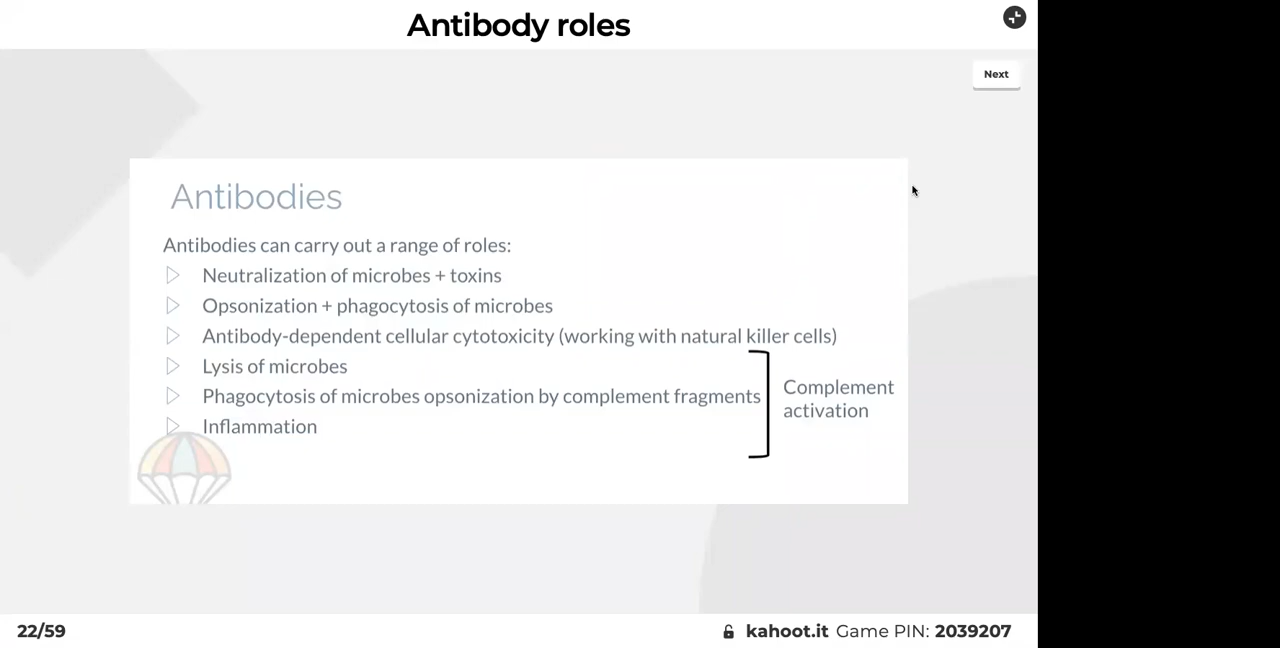 Antibody roles
Next
Antibodies
Antibodies can carry out a range of roles:
Neutralization of microbes + toxins
Opsonization + phagocytosis of microbes
Antibody-dependent cellular cytotoxicity (working with natural killer cells)
Lysis of microbes
Phagocytosis of microbes opsonization by complement fragments
Inflammation
Complement
activation
22/59
kahoot.it Game PIN: 2039207